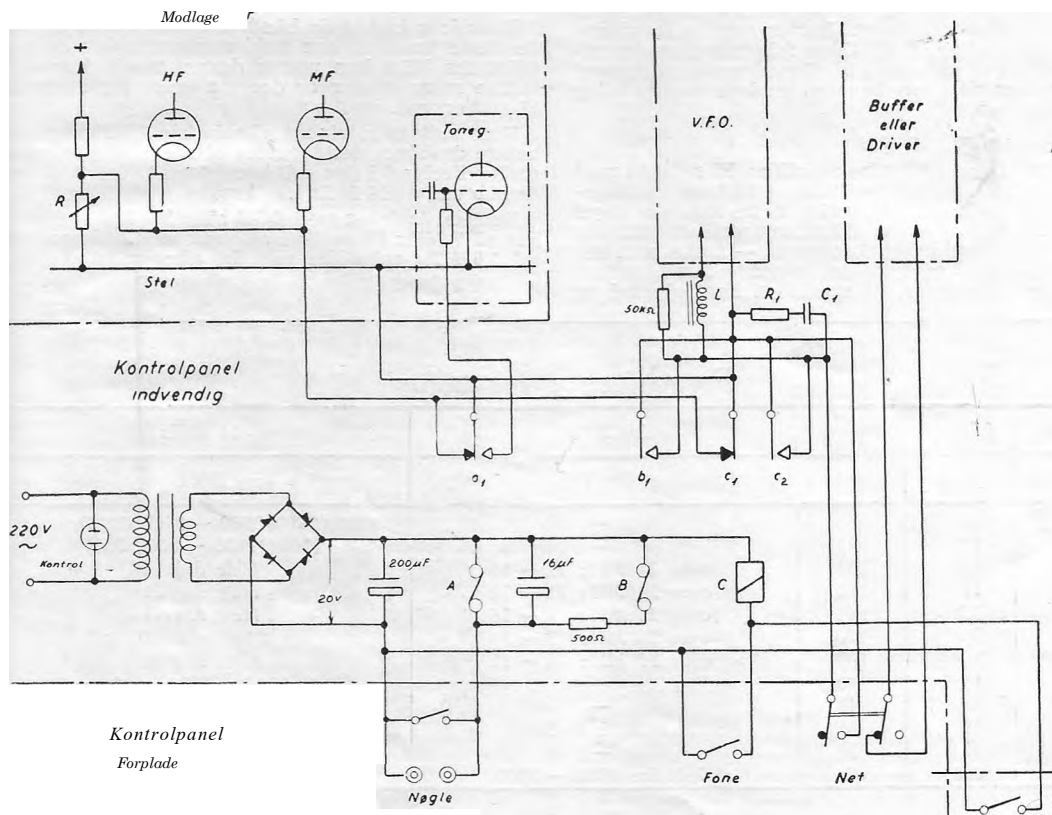 Modlage
+
HF
MF
Toneg.
V.F.O.
Buffer
eller
Driver
R
Stel
50KΩ
L
R1
C1
Kontrolpanel
indvendig
a1
b1
c1
c2
220V
~
Kontrol
20v
200µF
A
16µF
B
C
500Ω
Kontrolpanel
Forplade
Nøgle
Fone
Net